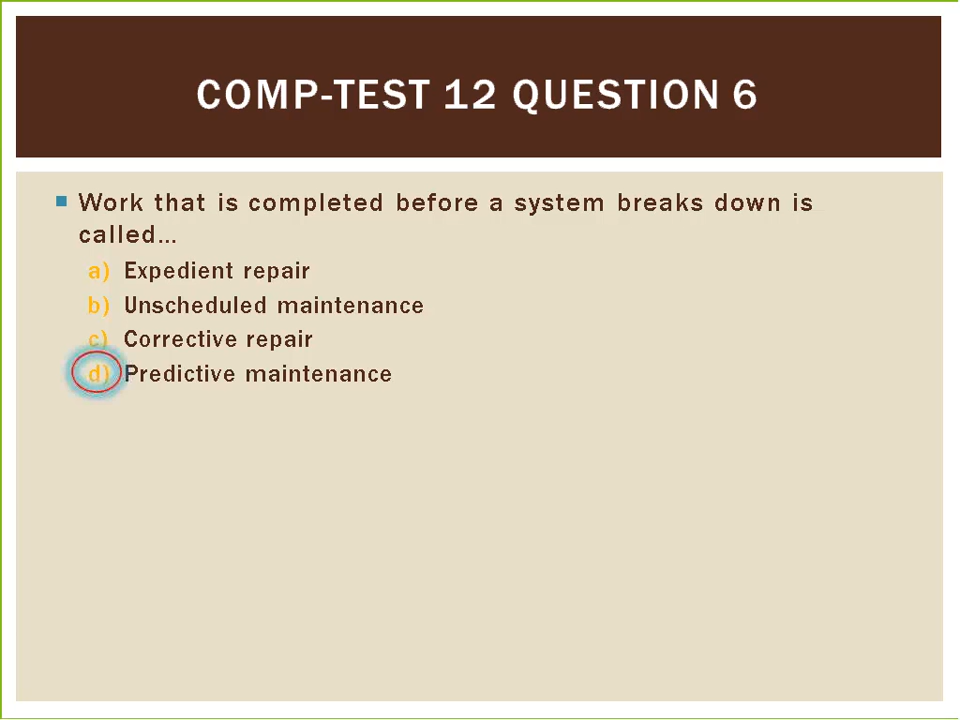 COMP-TEST 12 QUESTION 6
Work that is completed before a system breaks down is
called…
a) Expedient repair
b) Unscheduled maintenance
c) Corrective repair
d) Predictive maintenance